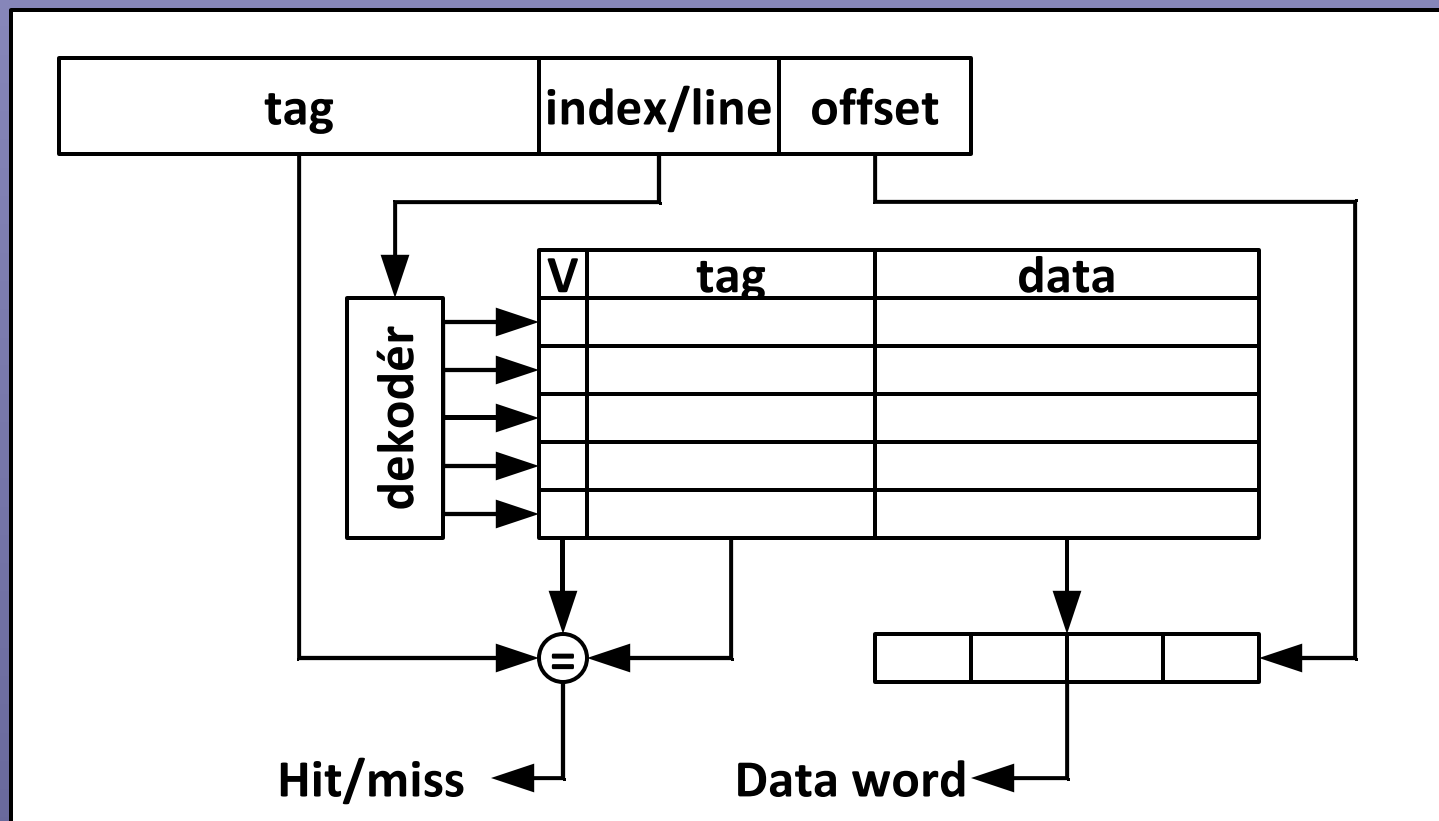 tag index/line offset
V tag data
dekodér
=
Hit/miss Data word